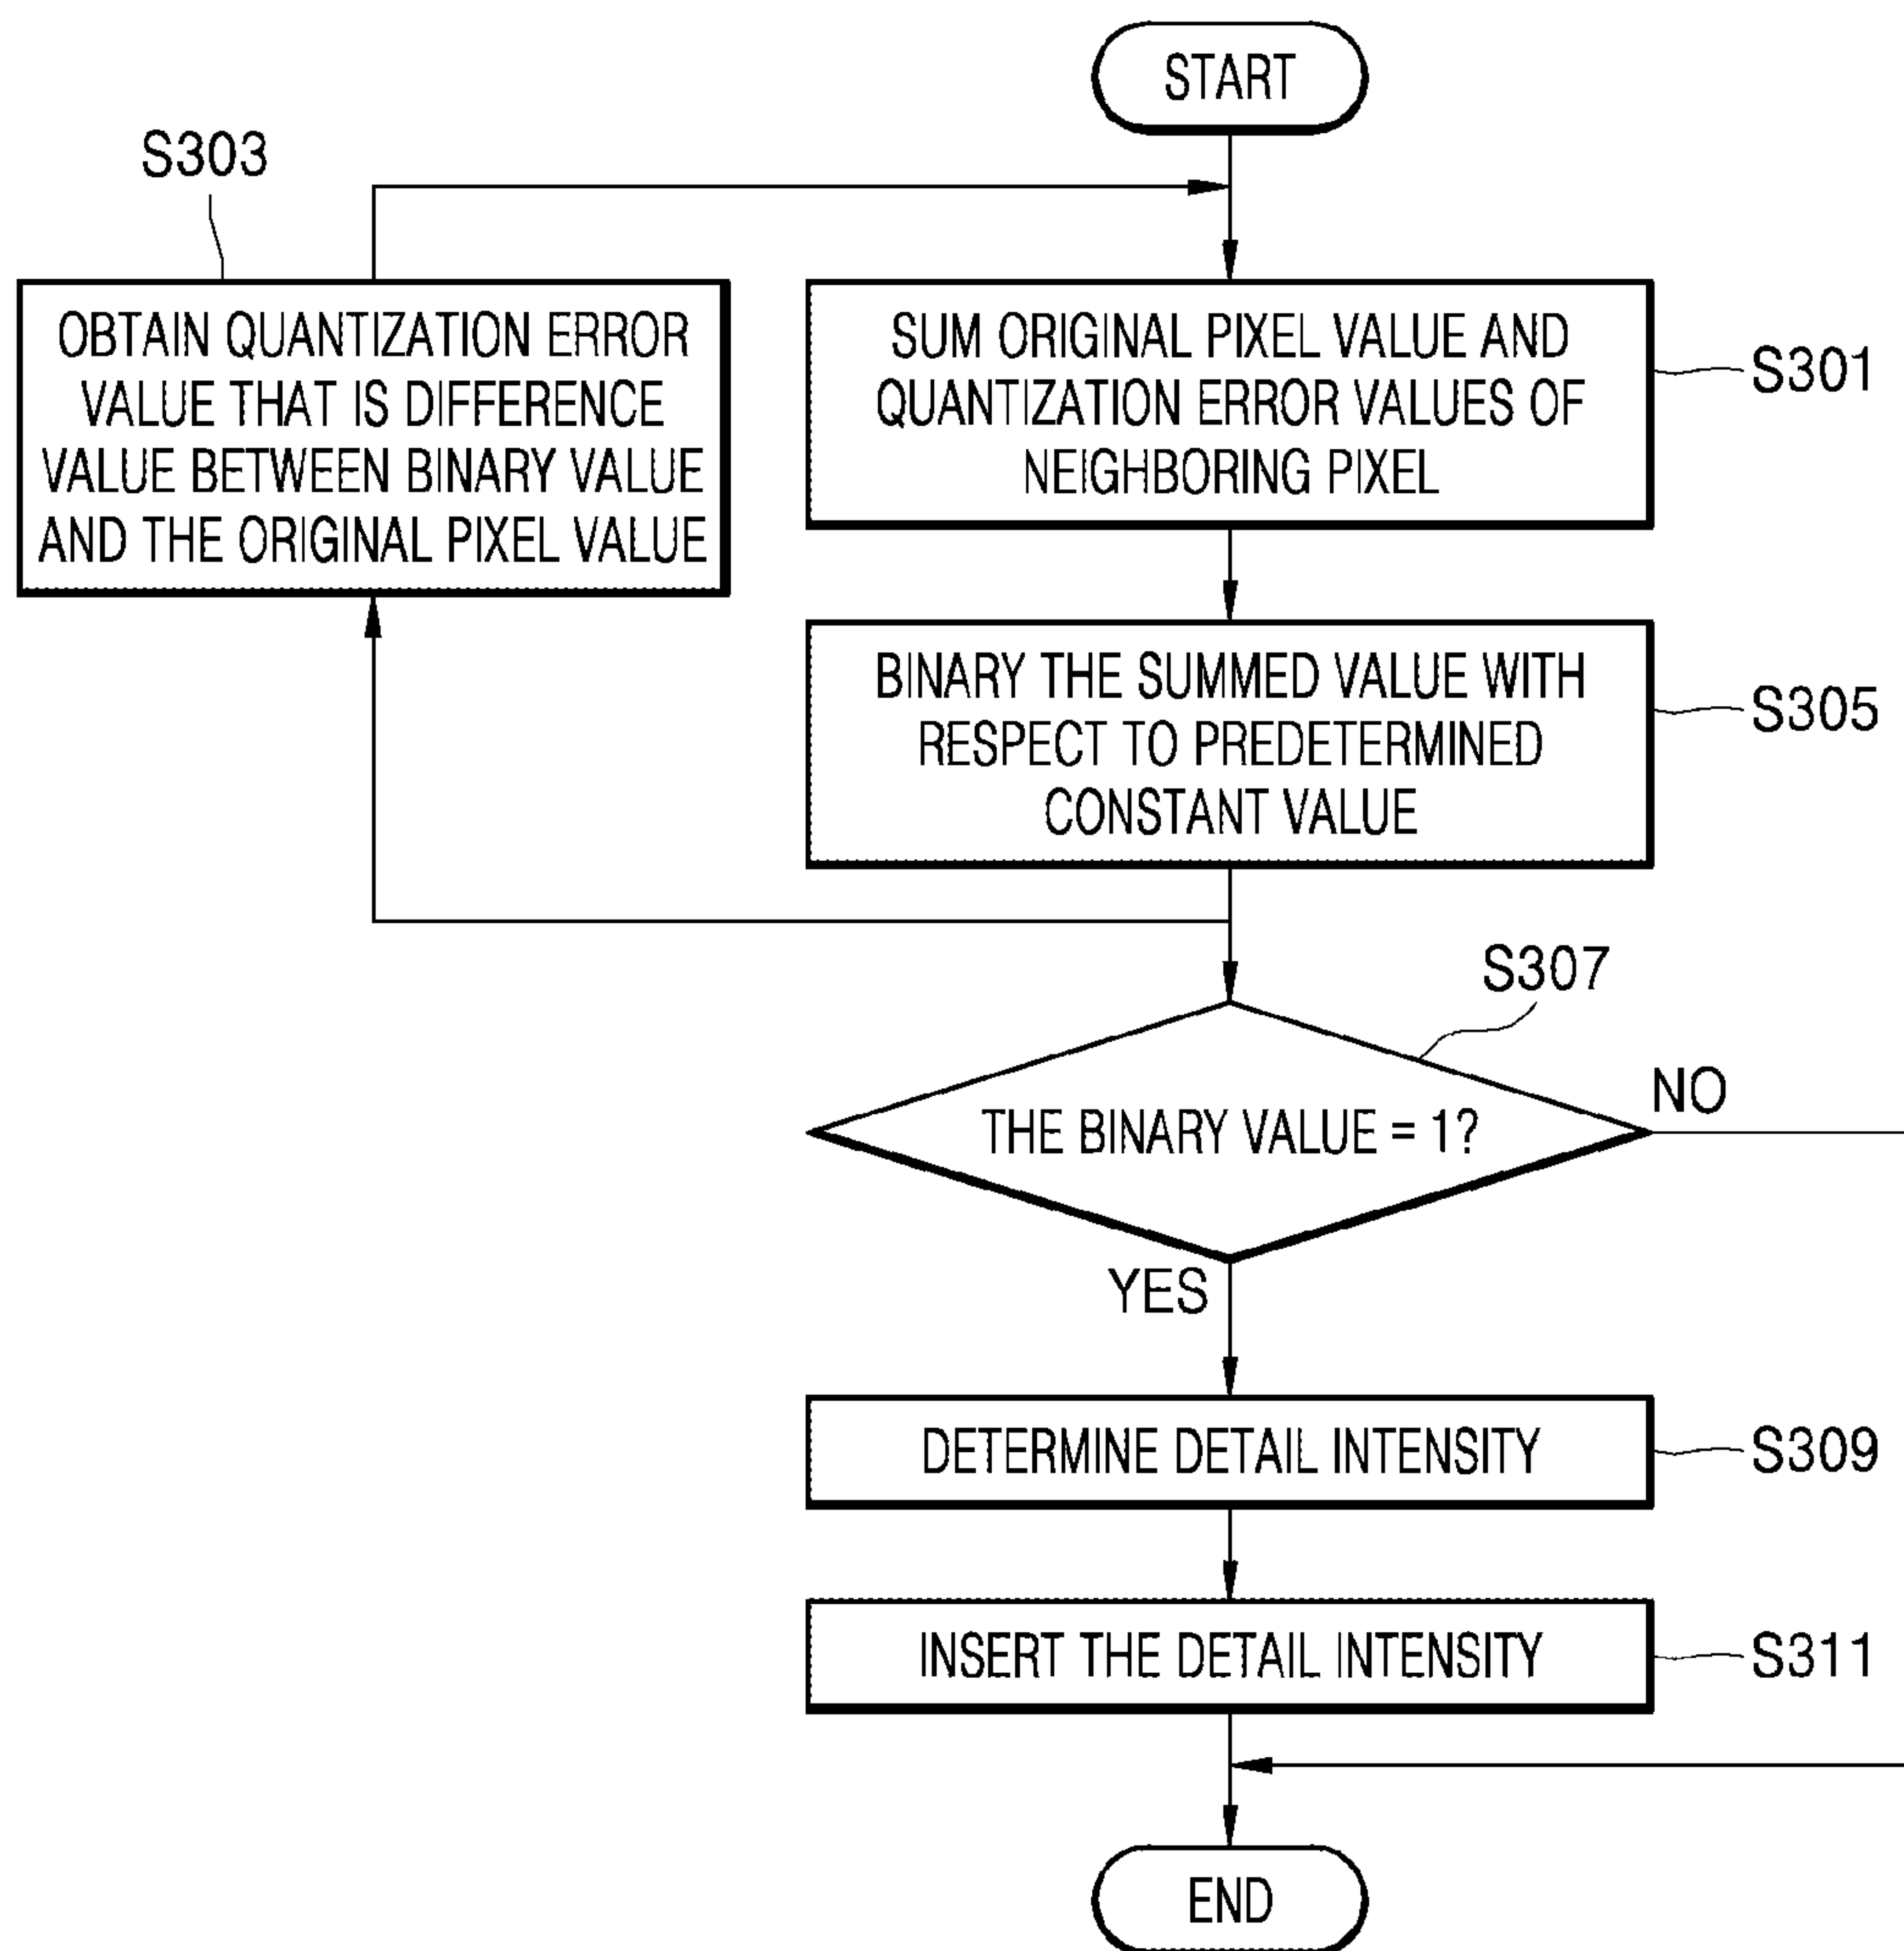 START
S303
OBTAIN QUANTIZATION ERROR
VALUE THAT IS DIFFERENCE
VALUE BETWEEN BINARY VALUE
AND THE ORIGINAL PIXEL VALUE
SUM ORIGINAL PIXEL VALUE AND
QUANTIZATION ERROR VALUES OF
NEIGHBORING PIXEL
S301
BINARY THE SUMMED VALUE WITH
RESPECT TO PREDETERMINED
CONSTANT VALUE
S305
S307
THE BINARY VALUE = 1?
NO
YES
DETERMINE DETAIL INTENSITY
S309
INSERT THE DETAIL INTENSITY
S311
END